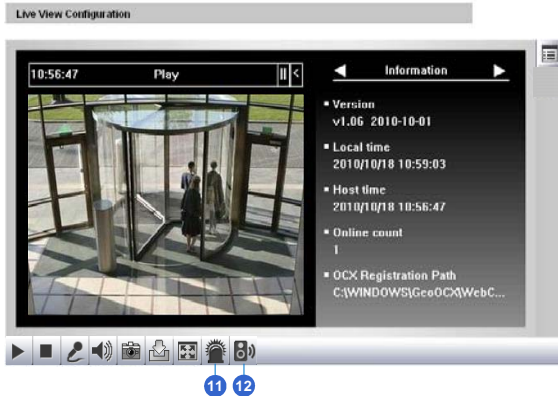 Live View Configuration
10:56:47 Play
Information
Version
v1.06 2010-10-01
Local time
2010/10/18 10:59:03
Host time
2010/10/18 10:56:47
Online count
1
OCX Registration Path
C:\WINDOWS\GeoOCX\WebC...
11 12